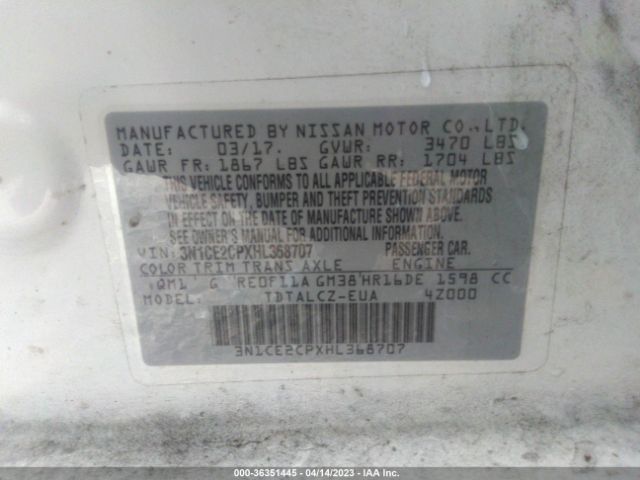 MANUFACTURED BY NISSAN MOTOR CO.,LTD.
DATE: 03/17. GVWR: 3470 LBS
GAWR FR: 1867 LBS GAWR RR: 1704 LBS
THIS VEHICLE CONFORMS TO ALL APPLICABLE FEDERAL MOTOR
VEHICLE SAFETY, BUMPER AND THEFT PREVENTION STANDARDS
IN EFFECT ON THE DATE OF MANUFACTURE SHOWN ABOVE.
SEE OWNER'S MANUAL FOR ADDITIONAL INFORMATION.
VIN: 3N1CE2CPXHL368707 PASSENGER CAR.
COLOR TRIM TRANS AXLE ENGINE
QM1 G RE0F11A GM38 HR16DE 1598 CC
MODEL: TDTALCZ-EUA 4Z000
3N1CE2CPXHL368707
000-36351445 - 04/14/2023 - IAA Inc.